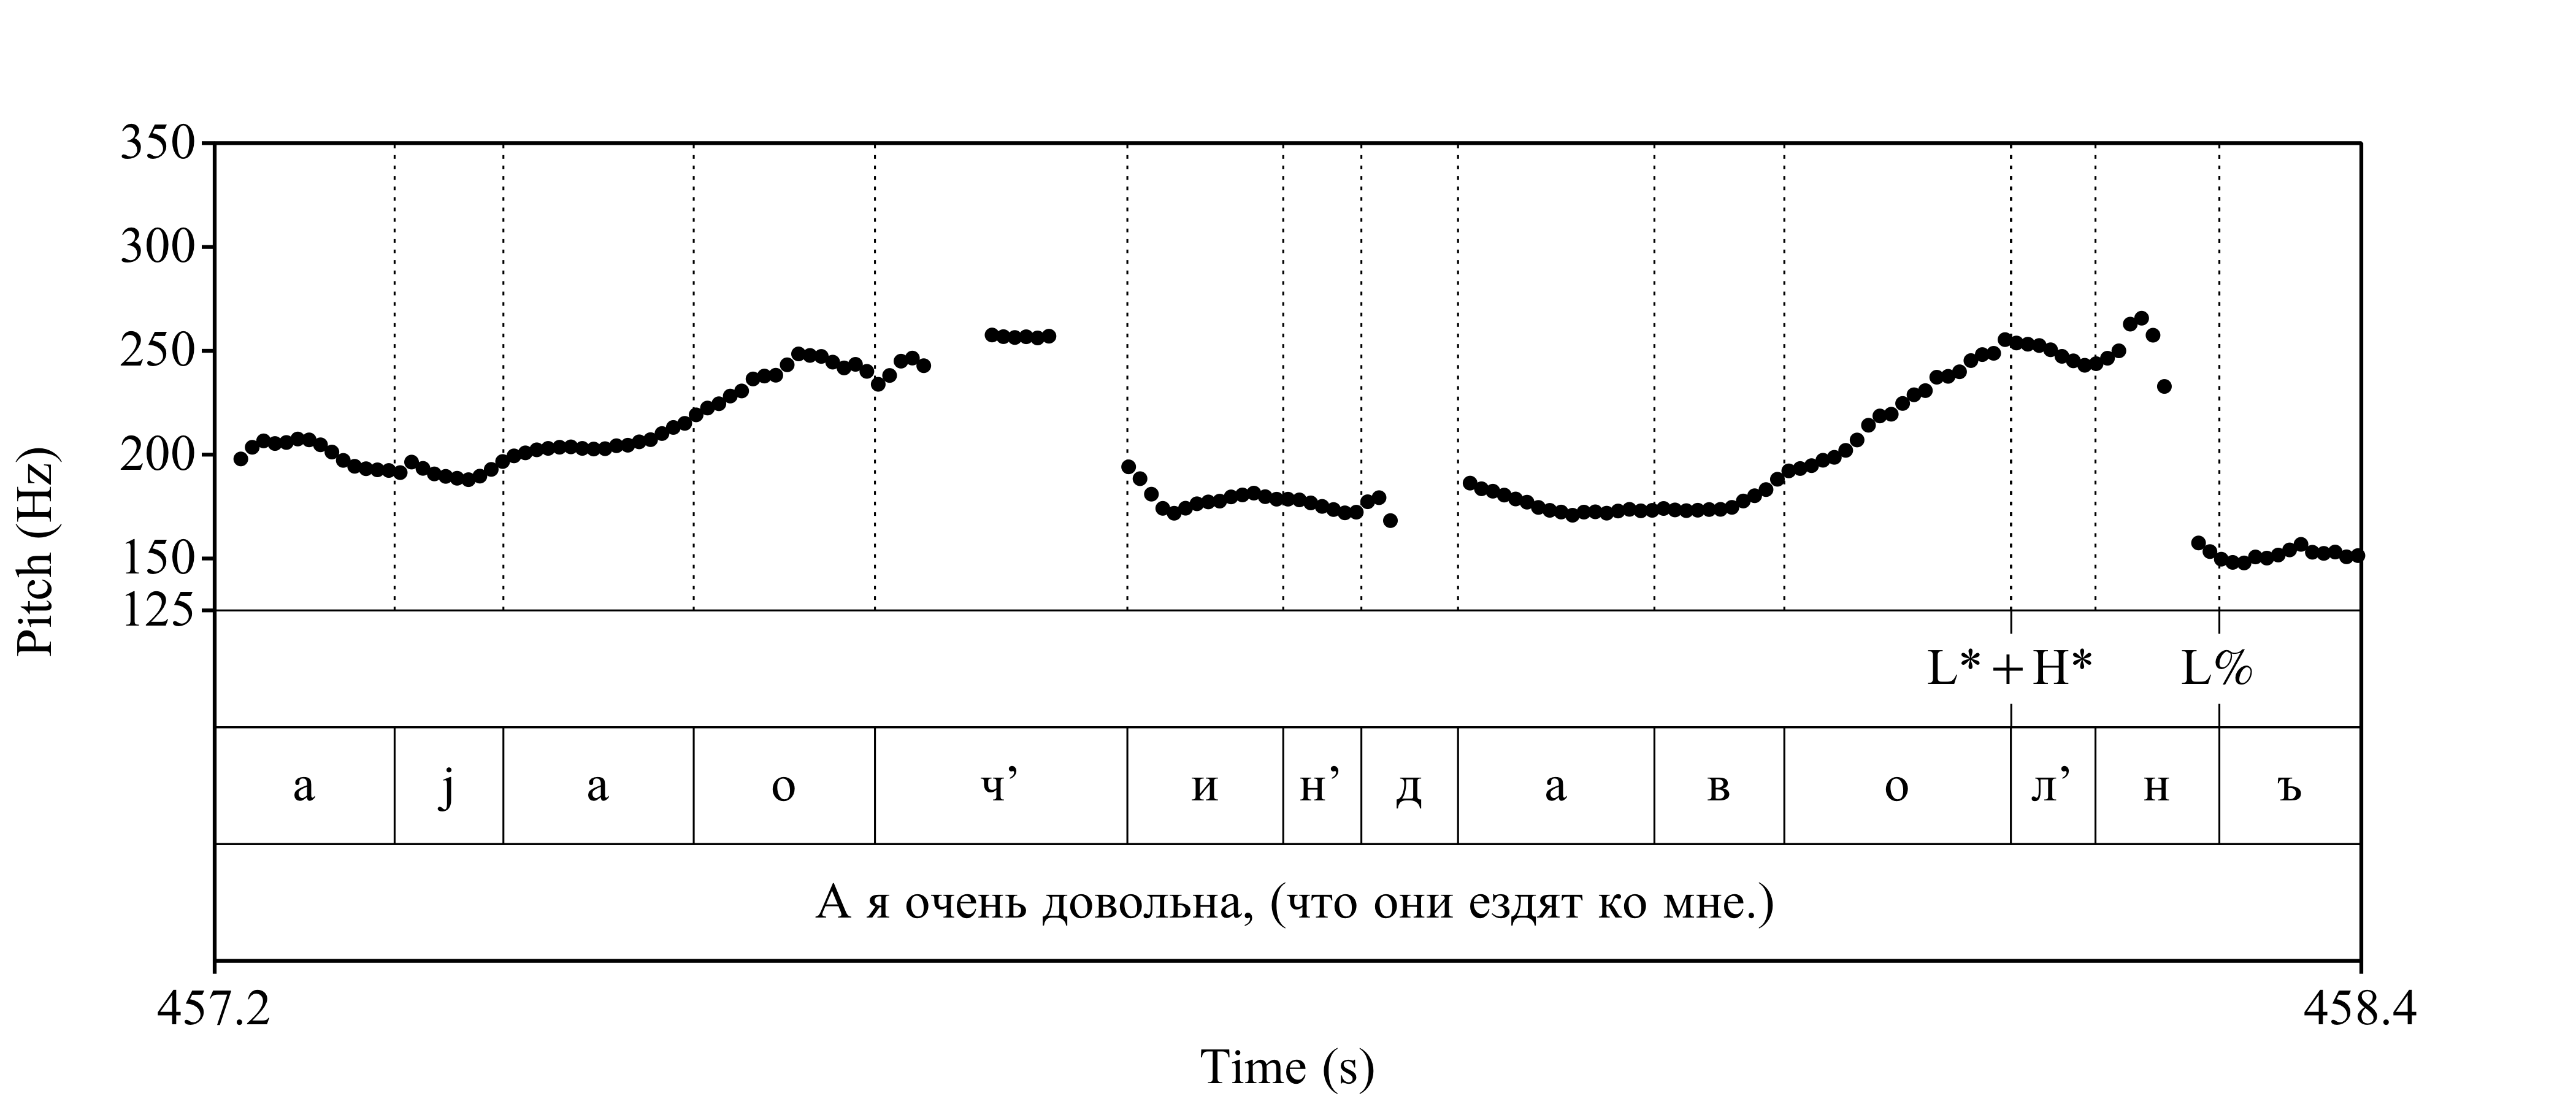 350
300
250
200
150
125
Pitch (Hz)
L* + H* L%
а j а о ч’ и н’ д а в о л’ н ъ
А я очень довольна, (что они ездят ко мне.)
457.2 458.4
Time (s)